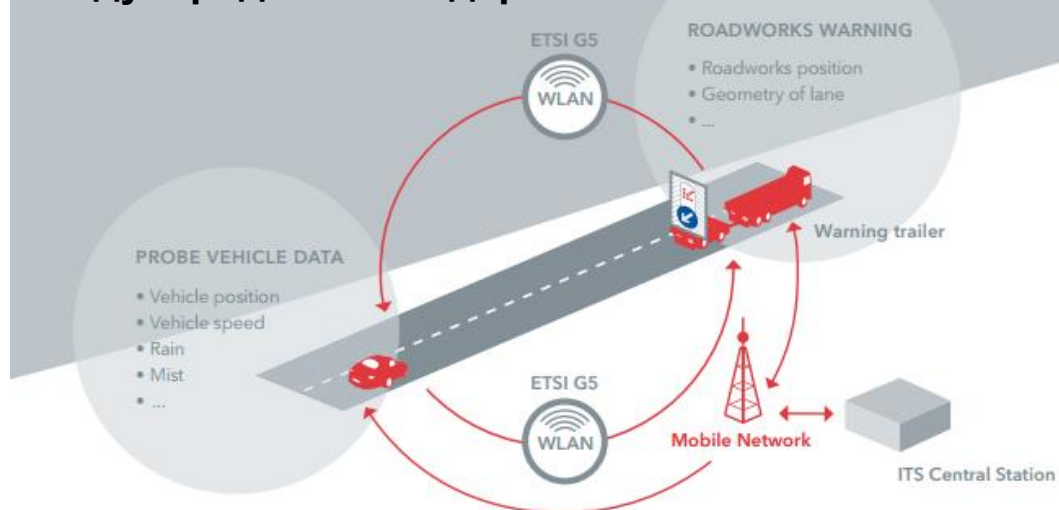 ETSI G5
WLAN
ROADWORKS WARNING
• Roadworks position
• Geometry of lane
• ...
Warning trailer
PROBE VEHICLE DATA
• Vehicle position
• Vehicle speed
• Rain
• Mist
• ...
ETSI G5
WLAN
Mobile Network
ITS Central Station